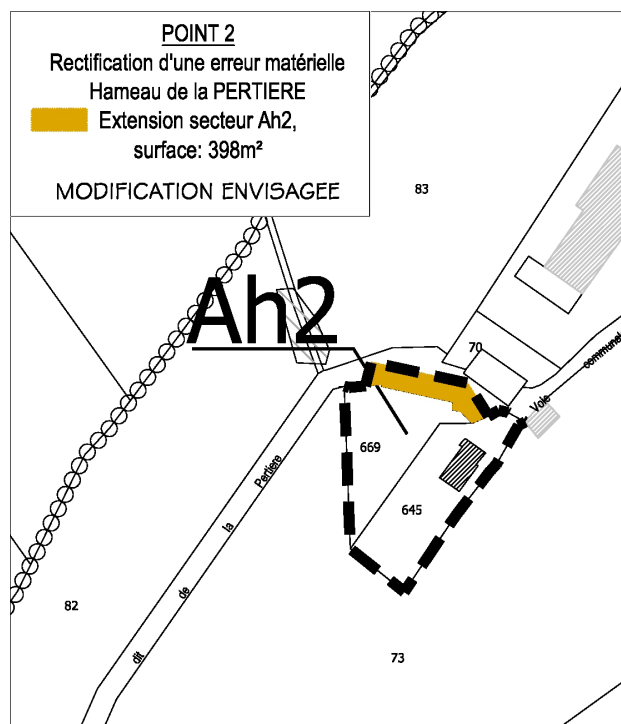 POINT 2
Rectification d'une erreur matérielle
Hameau de la PERTIERE
Extension secteur Ah2,
surface: 398m²
MODIFICATION ENVISAGEE
83
Ah2
70
communal
Voie
669
Pertiere
645
la
de
82
dit
73